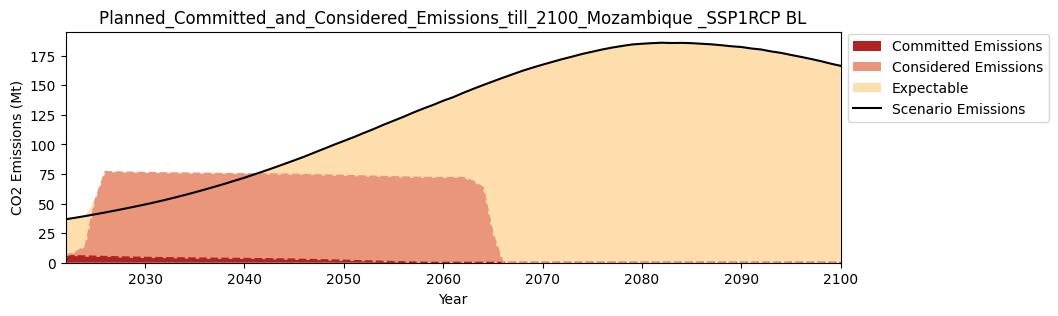 Planned_Committed_and_Considered_Emissions_till_2100_Mozambique _SSP1RCP BL
CO2 Emissions (Mt)
175
150
125
100
75
50
25
0
2030 2040 2050 2060 2070 2080 2090 2100
Year
Committed Emissions
Considered Emissions
Expectable
Scenario Emissions